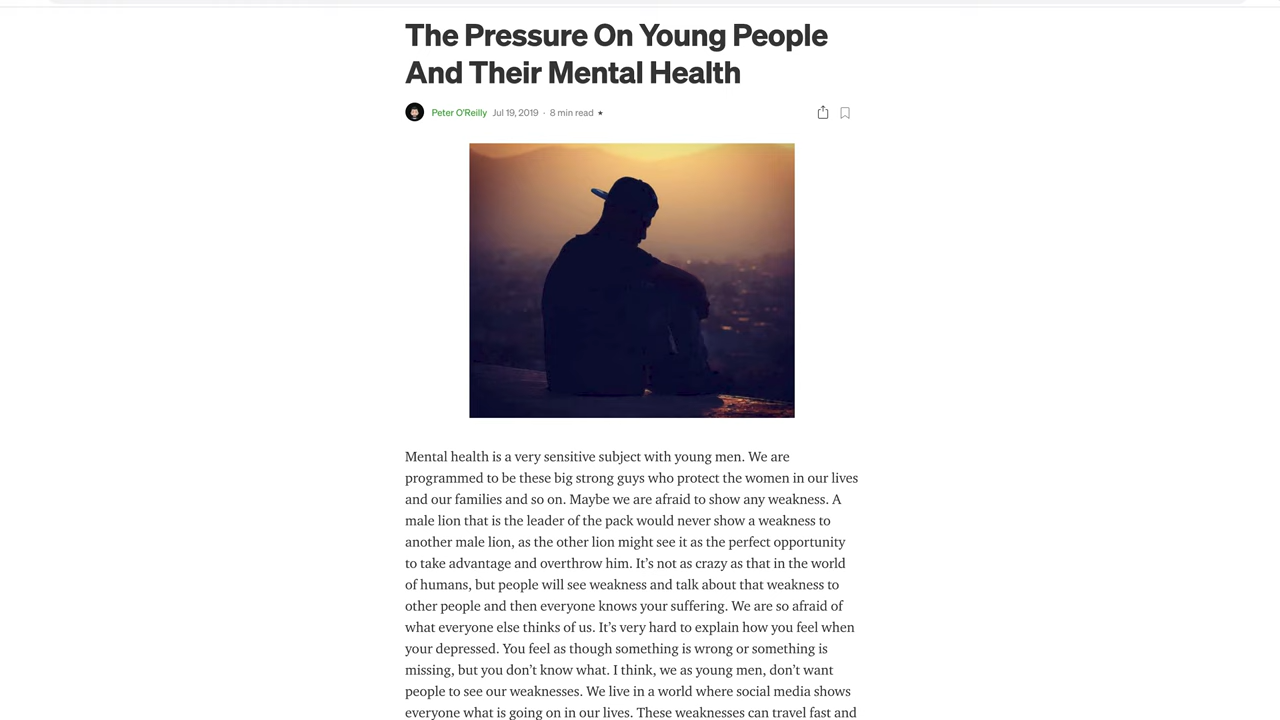 The Pressure On Young People
And Their Mental Health
Peter O'Reilly Jul 19, 2019 · 8 min read ★
Mental health is a very sensitive subject with young men. We are
programmed to be these big strong guys who protect the women in our lives
and our families and so on. Maybe we are afraid to show any weakness. A
male lion that is the leader of the pack would never show a weakness to
another male lion, as the other lion might see it as the perfect opportunity
to take advantage and overthrow him. It’s not as crazy as that in the world
of humans, but people will see weakness and talk about that weakness to
other people and then everyone knows your suffering. We are so afraid of
what everyone else thinks of us. It’s very hard to explain how you feel when
your depressed. You feel as though something is wrong or something is
missing, but you don’t know what. I think, we as young men, don’t want
people to see our weaknesses. We live in a world where social media shows
everyone what is going on in our lives. These weaknesses can travel fast and